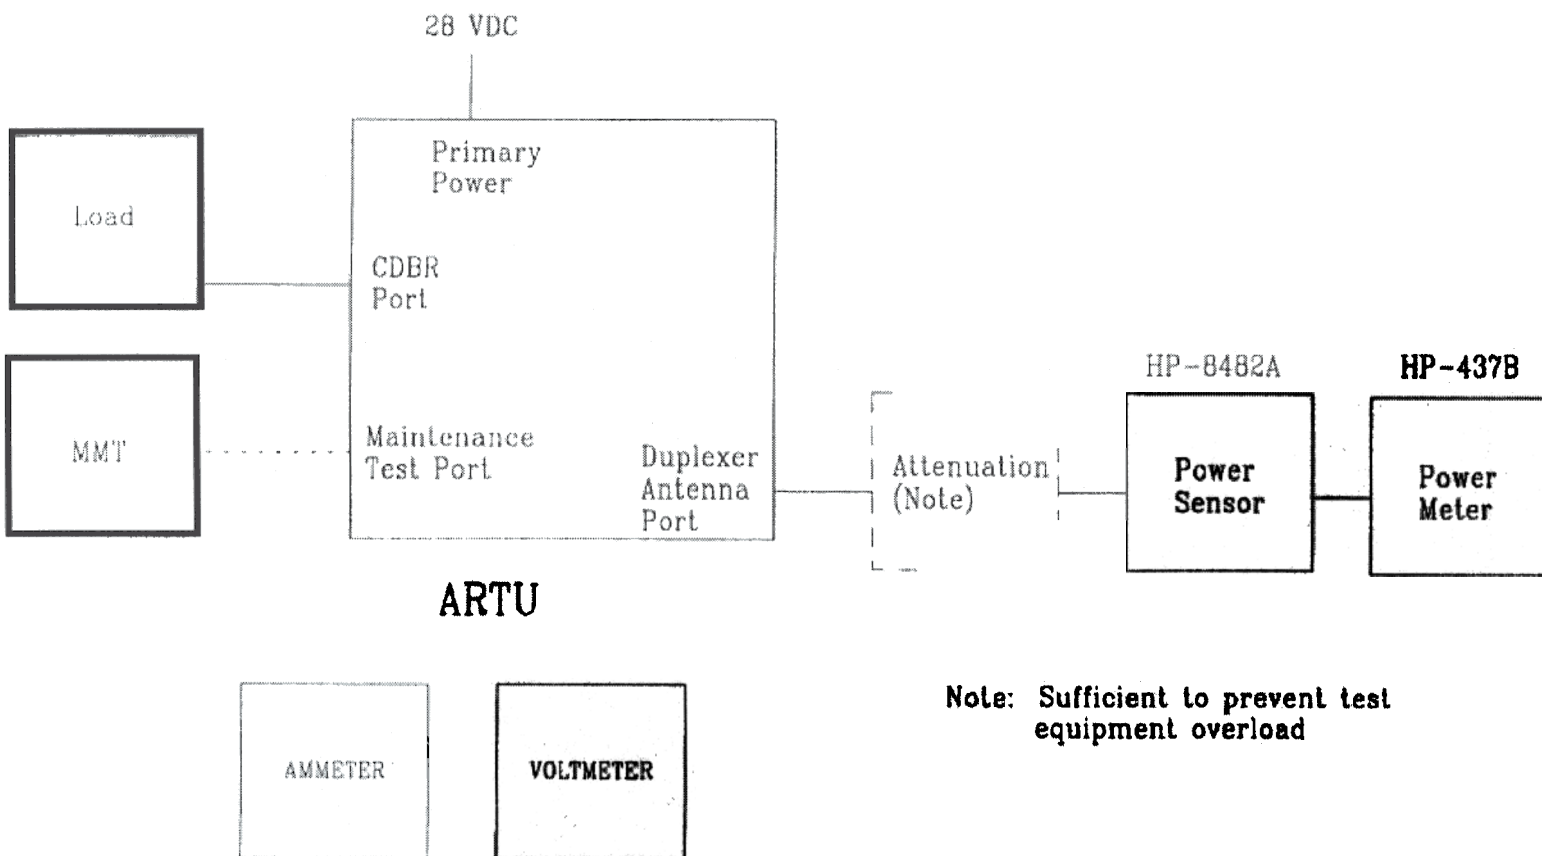 28 VDC
Primary
Power
Load
CDBR
Port
MMT
Maintenance
Test Port
Duplexer
Antenna
Port
Attenuation
(Note)
HP-8482A
Power
Sensor
HP-437B
Power
Meter
ARTU
AMMETER
VOLTMETER
Note: Sufficient to prevent test
equipment overload